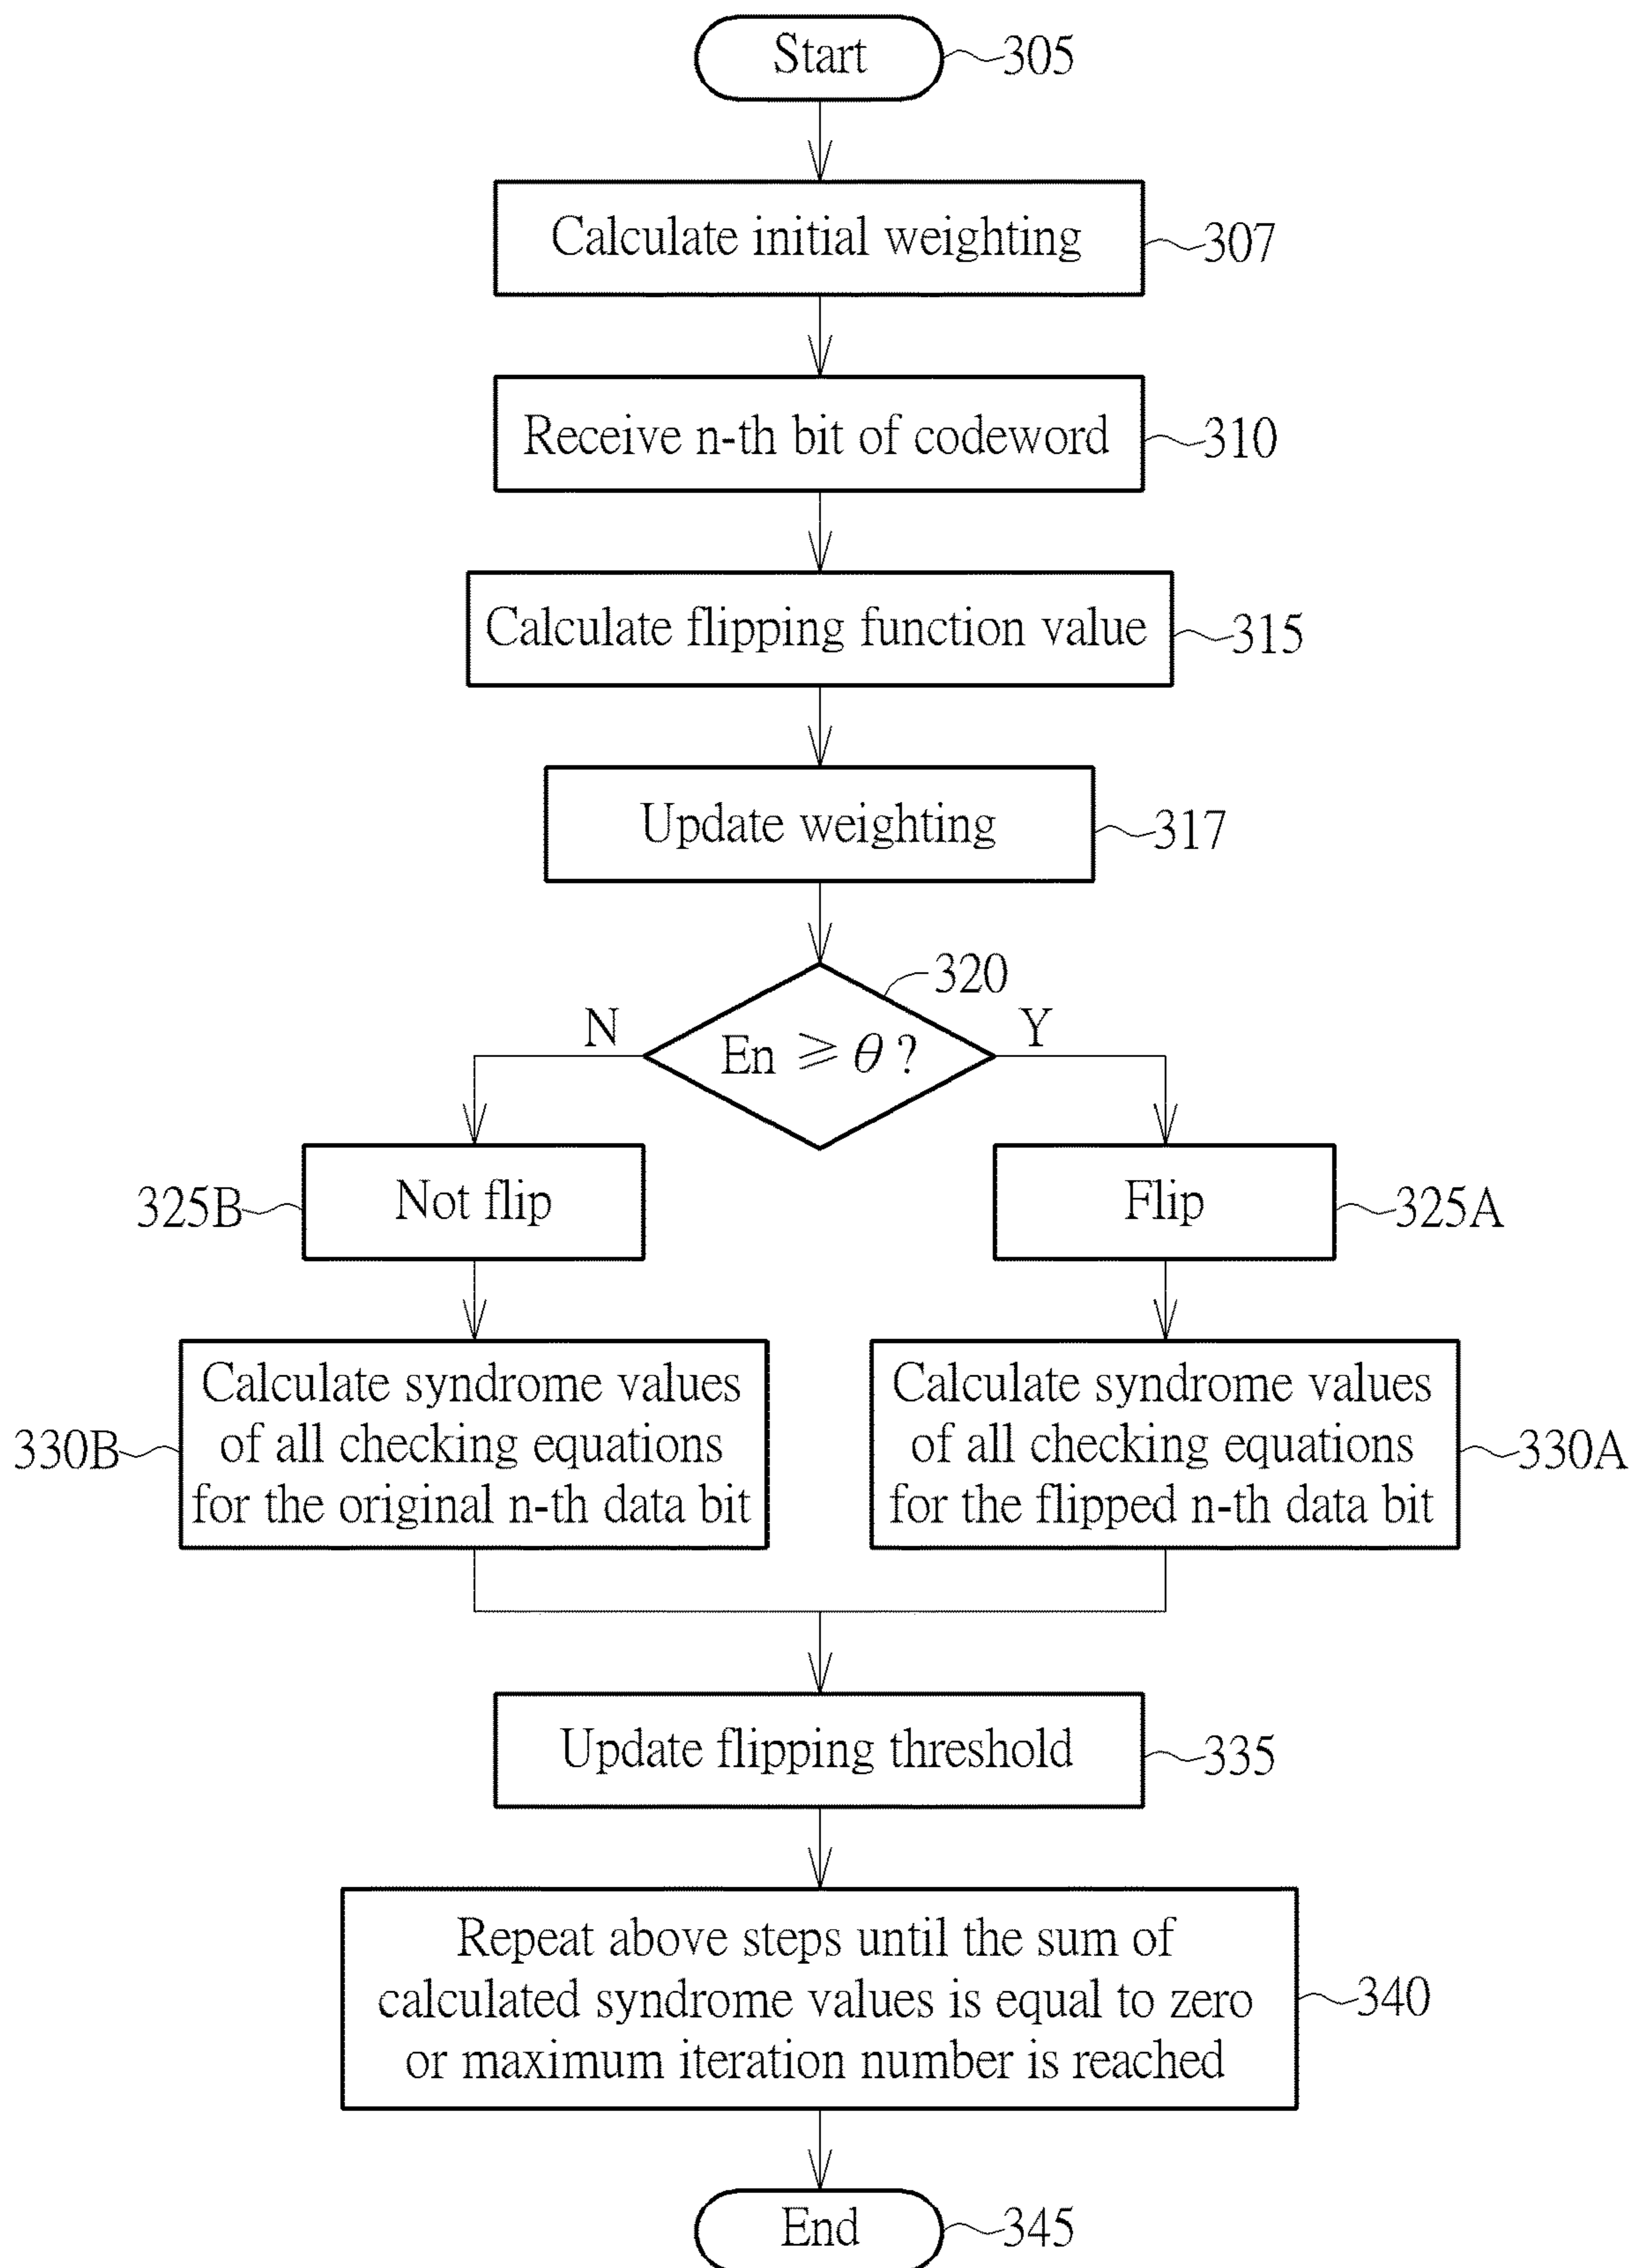 Start
305
Calculate initial weighting
307
Receive n-th bit of codeword
310
Calculate flipping function value
315
Update weighting
317
320
N
En ⩾ θ ?
Y
325B
Not flip
Flip
325A
330B
Calculate syndrome values
of all checking equations
for the original n-th data bit
Calculate syndrome values
of all checking equations
for the flipped n-th data bit
330A
Update flipping threshold
335
Repeat above steps until the sum of
calculated syndrome values is equal to zero
or maximum iteration number is reached
340
End
345